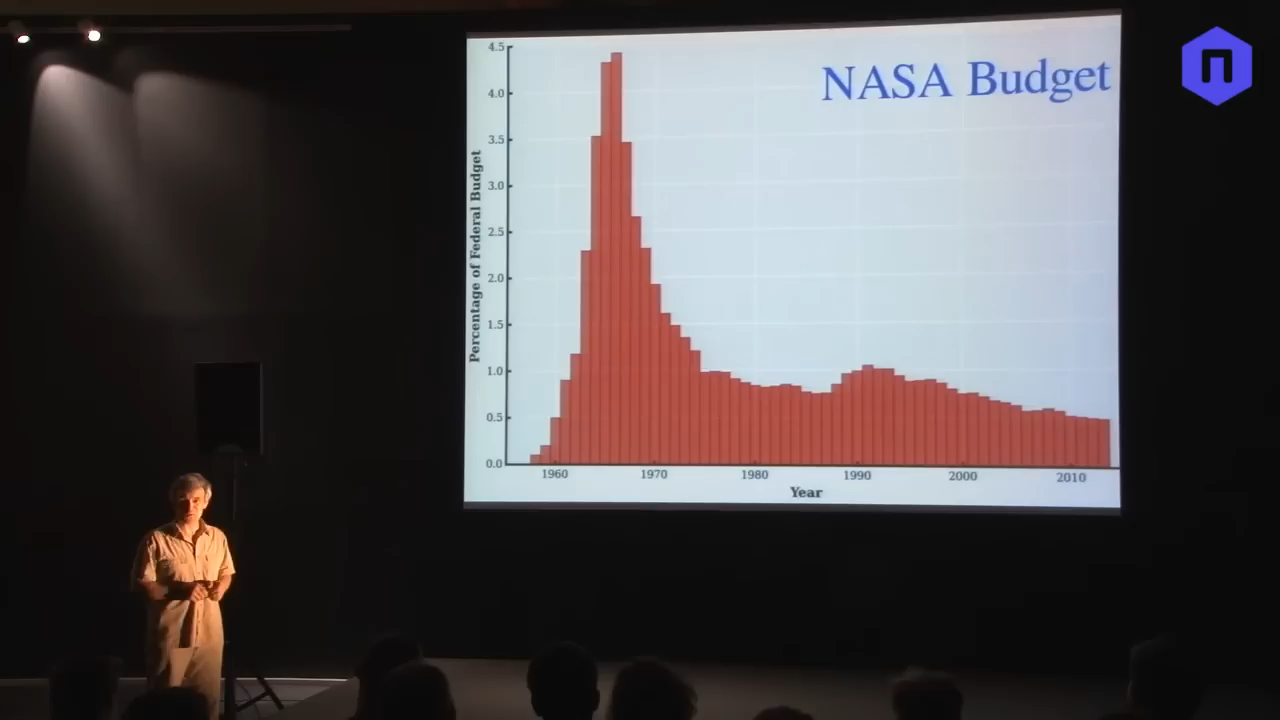 NASA Budget
4.5
4.0
3.5
3.0
2.5
2.0
1.5
1.0
0.5
0.0
Percentage of Federal Budget
1960 1970 1980 1990 2000 2010
Year
n